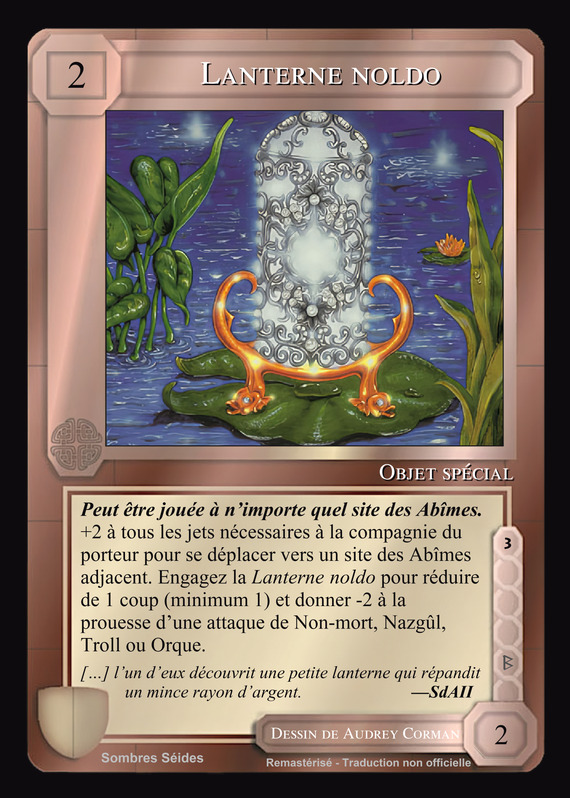 2
LANTERNE NOLDO
OBJET SPÉCIAL
Peut être jouée à n’importe quel site des Abîmes.
+2 à tous les jets nécessaires à la compagnie du
porteur pour se déplacer vers un site des Abîmes
adjacent. Engagez la Lanterne noldo pour réduire
de 1 coup (minimum 1) et donner -2 à la
prouesse d’une attaque de Non-mort, Nazgûl,
Troll ou Orque.
3
[…] l’un d’eux découvrit une petite lanterne qui répandit
un mince rayon d’argent. —SdAII
DESSIN DE AUDREY CORMAN
2
Sombres Séides
Remastérisé - Traduction non officielle